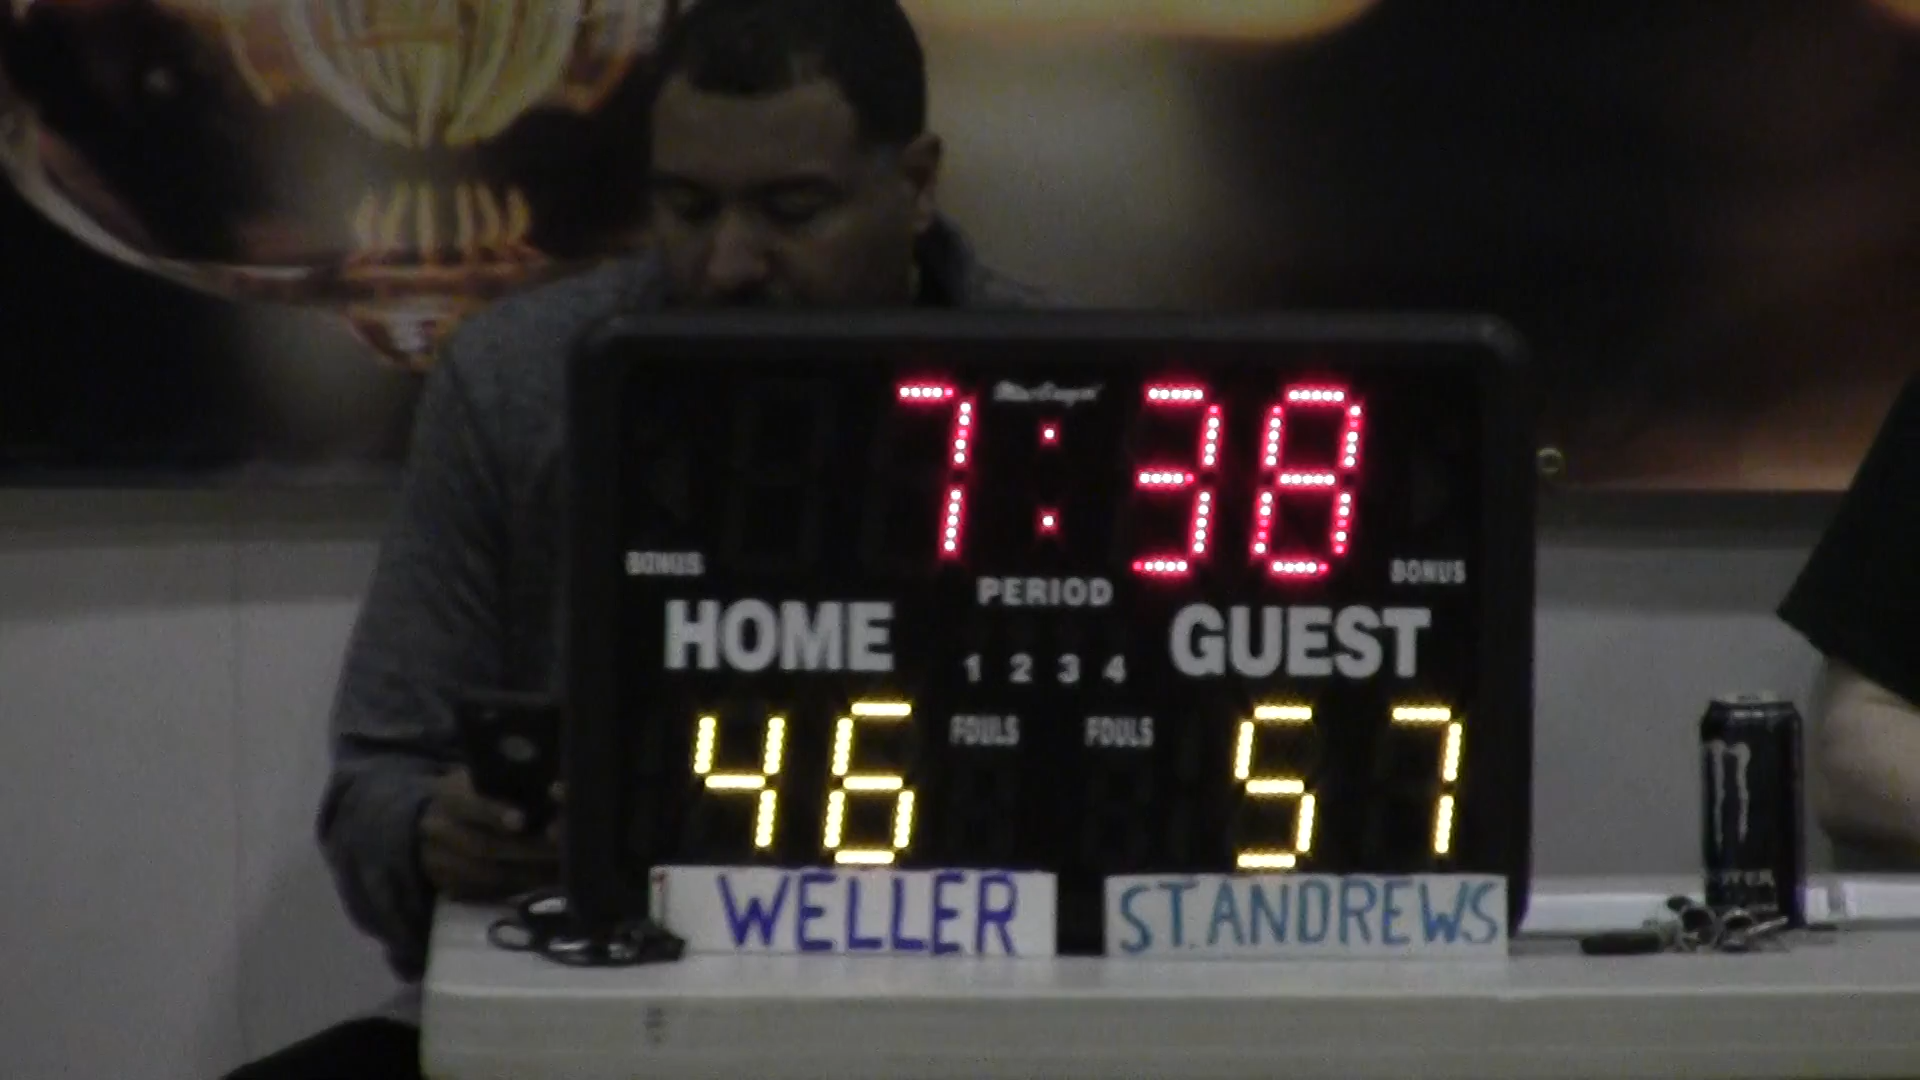 7:38
BONUS
PERIOD
BONUS
HOME
1 2 3 4
GUEST
46
FOULS
FOULS
57
WELLER
ST. ANDREWS